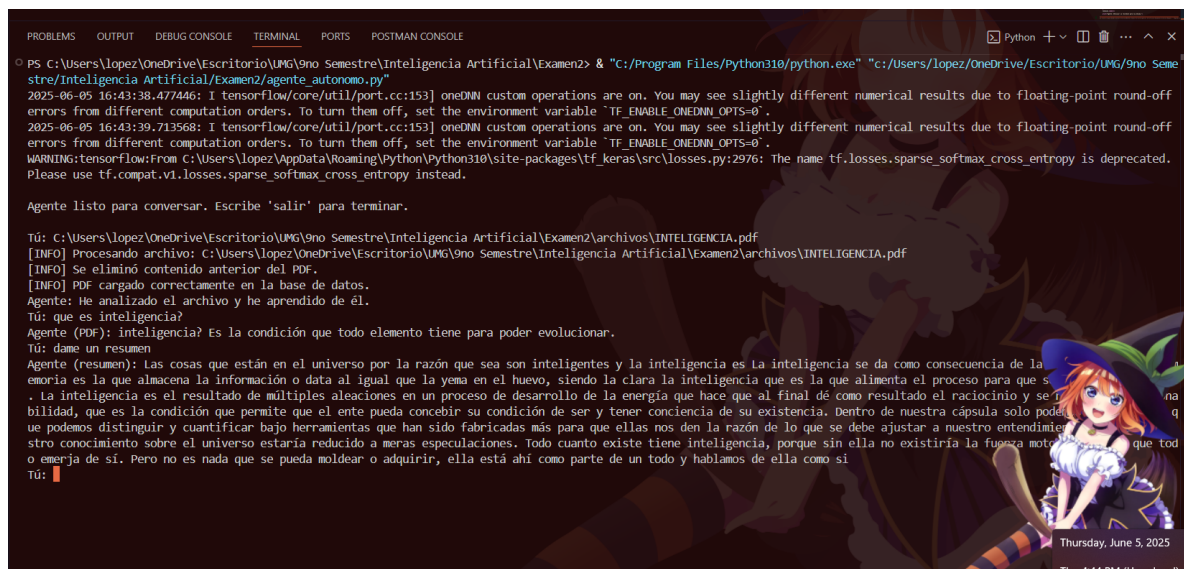 PROBLEMS OUTPUT DEBUG CONSOLE TERMINAL PORTS POSTMAN CONSOLE Python
PS C:\Users\lopez\OneDrive\Escritorio\UMG\9no Semestre\Inteligencia Artificial\Examen2> & "C:/Program Files/Python310/python.exe" "c:/Users/lopez/OneDrive/Escritorio/UMG/9no Seme
stre/Inteligencia Artificial/Examen2/agente_autonomo.py"
2025-06-05 16:43:38.477446: I tensorflow/core/util/port.cc:153] oneDNN custom operations are on. You may see slightly different numerical results due to floating-point round-off
errors from different computation orders. To turn them off, set the environment variable `TF_ENABLE_ONEDNN_OPTS=0`.
2025-06-05 16:43:39.713568: I tensorflow/core/util/port.cc:153] oneDNN custom operations are on. You may see slightly different numerical results due to floating-point round-off
errors from different computation orders. To turn them off, set the environment variable `TF_ENABLE_ONEDNN_OPTS=0`.
WARNING:tensorflow:From C:\Users\lopez\AppData\Roaming\Python\Python310\site-packages\tf_keras\src\losses.py:2976: The name tf.losses.sparse_softmax_cross_entropy is deprecated.
Please use tf.compat.v1.losses.sparse_softmax_cross_entropy instead.
Agente listo para conversar. Escribe 'salir' para terminar.
Tú: C:\Users\lopez\OneDrive\Escritorio\UMG\9no Semestre\Inteligencia Artificial\Examen2\archivos\INTELIGENCIA.pdf
[INFO] Procesando archivo: C:\Users\lopez\OneDrive\Escritorio\UMG\9no Semestre\Inteligencia Artificial\Examen2\archivos\INTELIGENCIA.pdf
[INFO] Se eliminó contenido anterior del PDF.
[INFO] PDF cargado correctamente en la base de datos.
Agente: He analizado el archivo y he aprendido de él.
Tú: que es inteligencia?
Agente (PDF): inteligencia? Es la condición que todo elemento tiene para poder evolucionar.
Tú: dame un resumen
Agente (resumen): Las cosas que están en el universo por la razón que sea son inteligentes y la inteligencia es La inteligencia se da como consecuencia de la
emoria es la que almacena la información o data al igual que la yema en el huevo, siendo la clara la inteligencia que es la que alimenta el proceso para que
. La inteligencia es el resultado de múltiples aleaciones en un proceso de desarrollo de la energía que hace que al final dé como resultado el raciocinio y se
bilidad, que es la condición que permite que el ente pueda concebir su condición de ser y tener conciencia de su existencia. Dentro de nuestra cápsula solo q
ue podemos distinguir y cuantificar bajo herramientas que han sido fabricadas más para que ellas nos den la razón de lo que se debe ajustar a nuestro
stro conocimiento sobre el universo estaría reducido a meras especulaciones. Todo cuanto existe tiene inteligencia, porque sin ella no existiría la fuerza que tod
o emerja de sí. Pero no es nada que se pueda moldear o adquirir, ella está ahí como parte de un todo y hablamos de ella como si
Tú:
Thursday, June 5, 2025